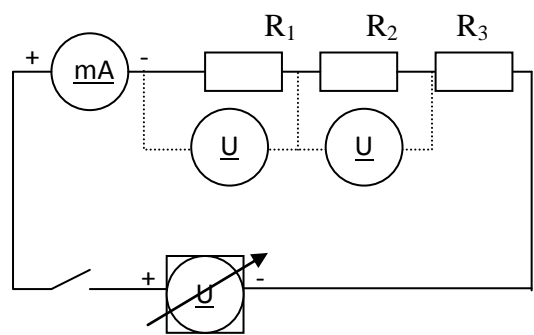 R₁ R₂ R₃
+ mA -
U U
+ U -